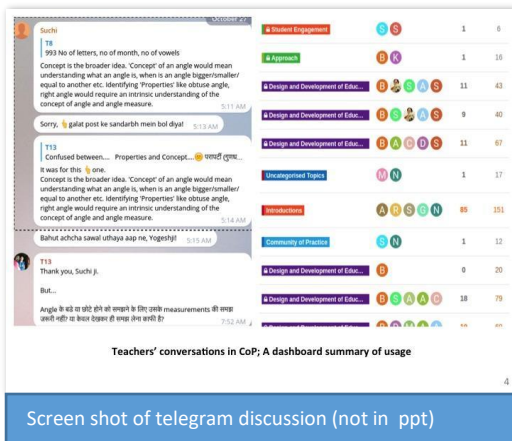 October 25
Suchi
T8
993 No of letters, no of month, no of vowels
Concept is the broader idea. 'Concept' of an angle would mean
understanding what an angle is, when is an angle bigger/smaller/
equal to another etc. Identifying 'Properties' like obtuse angle,
right angle would require an intrinsic understanding of the
concept of angle and angle measure.
5:11 AM
Sorry, 👆galat post ke sandarbh mein bol diya! 5:13 AM
T13
Confused between.... Properties and Concept....
It was for this 👆 one.
Concept is the broader idea. 'Concept' of an angle would mean
understanding what an angle is, when is an angle bigger/smaller/
equal to another etc. Identifying 'Properties' like obtuse angle,
right angle would require an intrinsic understanding of the
concept of angle and angle measure.
5:14 AM
Bahut achcha sawal uthaya aap ne, Yogeshji! 5:15 AM
T13
Thank you, Suchi ji.
But...
Angle के बडे या छोटे होने को समझाने के लिए उसके measurements की समझ
जरूरी नहीं? या केवल देखकर ही समझ लेना काफी है?
7:52 AM
Student Engagement S S 1 6
Approach B K 1 16
Design and Development of Educ... B S A S 11 43
Design and Development of Educ... B S A S 9 40
Design and Development of Educ... B A C D S 11 67
Uncategorised Topics M N 1 17
Introductions A R S G N 85 151
Community of Practice S N 1 12
Design and Development of Educ... B 0 20
Design and Development of Educ... B S A A C 18 79
Design and Development of Educ...
Teachers' conversations in CoP; A dashboard summary of usage
4
Screen shot of telegram discussion (not in ppt)